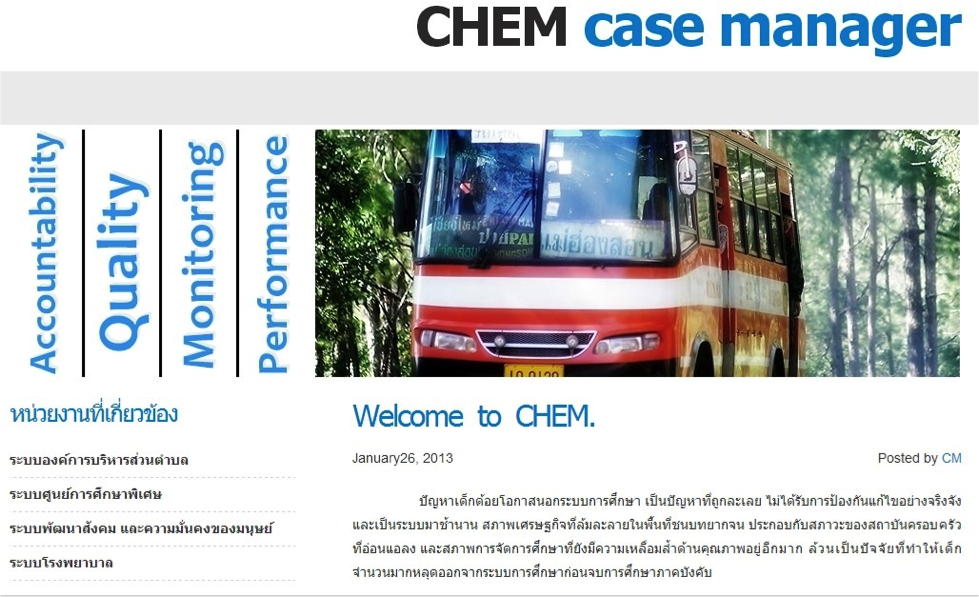 CHEM case manager
Accountability
Quality
Monitoring
Performance
แม่ฮ่องสอน
หน่วยงานที่เกี่ยวข้อง
ระบบองค์การบริหารส่วนตำบล
ระบบศูนย์การศึกษาพิเศษ
ระบบพัฒนาสังคม และความมั่นคงของมนุษย์
ระบบโรงพยาบาล
Welcome to CHEM.
January26, 2013
Posted by CM
ปัญหาเด็กด้อยโอกาสนอกระบบการศึกษา เป็นปัญหาที่ถูกละเลย ไม่ได้รับการป้องกันแก้ไขอย่างจริงจัง
และเป็นระบบมาช้านาน สภาพเศรษฐกิจที่ล้มละลายในพื้นที่ชนบทยากจน ประกอบกับสภาวะของสถาบันครอบครัว
ที่อ่อนแอลง และสภาพการจัดการศึกษาที่ยังมีความเหลื่อมล้ำด้านคุณภาพอยู่อีกมาก ล้วนเป็นปัจจัยที่ทำให้เด็ก
จำนวนมากหลุดออกจากระบบการศึกษาก่อนจบการศึกษาภาคบังคับ